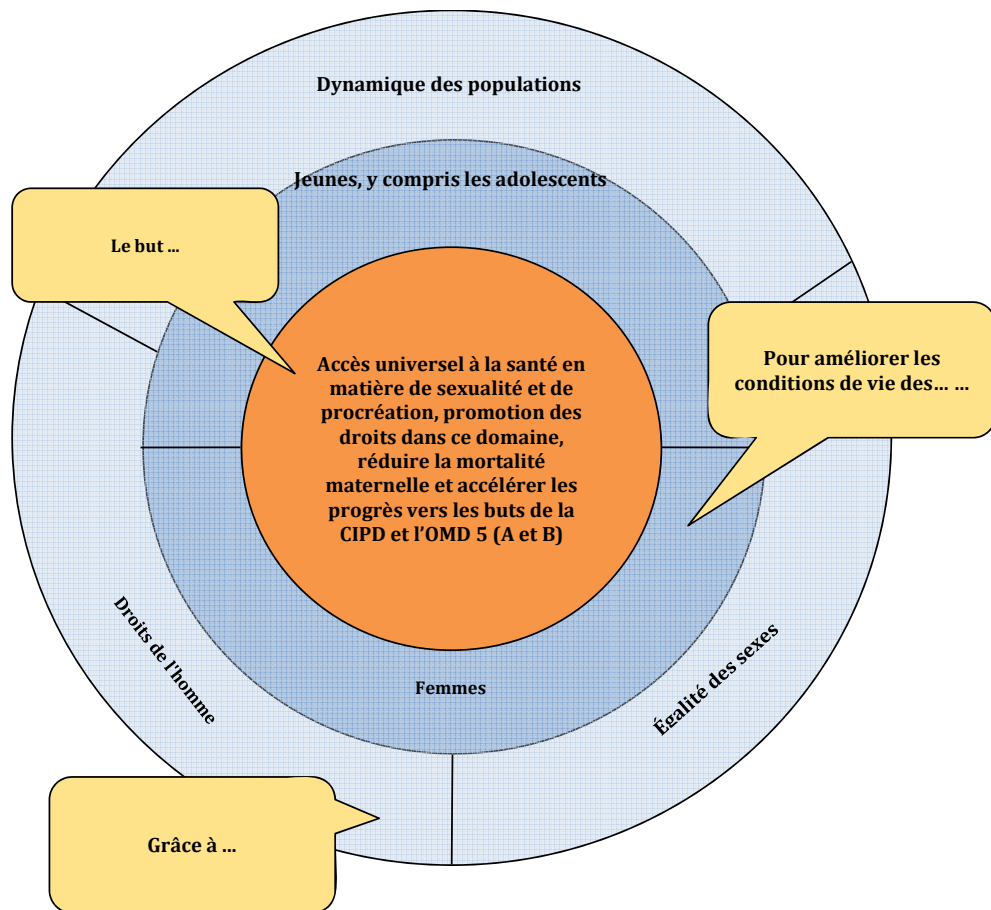 Dynamique des populations
Jeunes, y compris les adolescents
Le but ...
Pour améliorer les
conditions de vie des… …
Accès universel à la santé en
matière de sexualité et de
procréation, promotion des
droits dans ce domaine,
réduire la mortalité
maternelle et accélérer les
progrès vers les buts de la
CIPD et l’OMD 5 (A et B)
Droits de l'homme
Égalité des sexes
Femmes
Grâce à ...